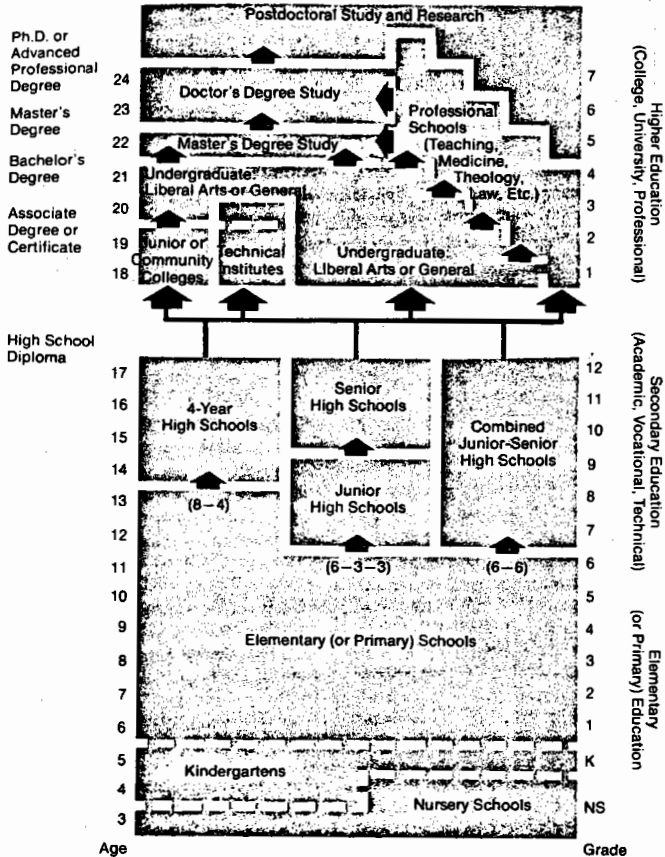 Postdoctoral Study and Research
Ph.D. or
Advanced
Professional
Degree
24
Doctor's Degree Study
7
23
6
Master's
Degree
Professional
Schools
(Teaching,
Medicine,
Theology,
Law, Etc.)
22
Master's Degree Study
5
Bachelor's
Degree
21
Undergraduate:
Liberal Arts or General
4
20
3
Associate
Degree or
Certificate
19
18
Junior or
Community
Colleges
Technical
Institutes
Undergraduate:
Liberal Arts or General
2
1
Higher Education
(College, University, Professional)
High School
Diploma
17
16
15
14
4-Year
High Schools
(8–4)
Senior
High Schools
Junior
High Schools
(6–3–3)
Combined
Junior-Senior
High Schools
(6–6)
12
11
10
9
8
7
Secondary Education
(Academic, Vocational, Technical)
13
12
11
10
9
8
7
6
Elementary (or Primary) Schools
6
5
4
3
2
1
Elementary
(or Primary) Education
5
4
3
Kindergartens
Nursery Schools
K
NS
Age
Grade